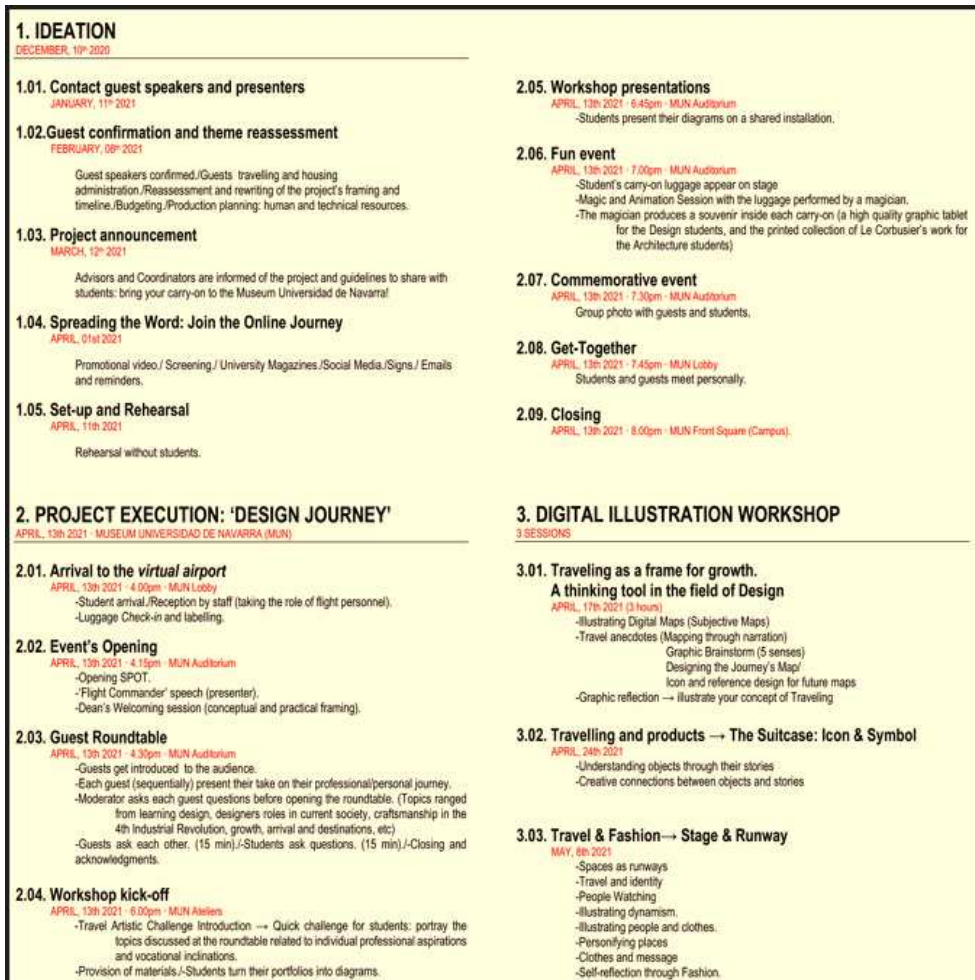 1. IDEATION
DECEMBER, 10th 2020
1.01. Contact guest speakers and presenters
JANUARY, 11th 2021
1.02.Guest confirmation and theme reassessment
FEBRUARY, 08th 2021
Guest speakers confirmed./Guests travelling and housing
administration./Reassessment and rewriting of the project's framing and
timeline./Budgeting./Production planning: human and technical resources.
1.03. Project announcement
MARCH, 12th 2021
Advisors and Coordinators are informed of the project and guidelines to share with
students: bring your carry-on to the Museum Universidad de Navarra!
1.04. Spreading the Word: Join the Online Journey
APRIL, 01st 2021
Promotional video./ Screening./ University Magazines./Social Media./Signs./ Emails
and reminders.
1.05. Set-up and Rehearsal
APRIL, 11th 2021
Rehearsal without students.
2. PROJECT EXECUTION: ‘DESIGN JOURNEY’
APRIL, 13th 2021 · MUSEUM UNIVERSIDAD DE NAVARRA (MUN)
2.01. Arrival to the virtual airport
APRIL, 13th 2021 · 4.00pm · MUN Lobby
-Student arrival./Reception by staff (taking the role of flight personnel).
-Luggage Check-in and labelling.
2.02. Event's Opening
APRIL, 13th 2021 · 4.15pm · MUN Auditorium
-Opening SPOT.
-‘Flight Commander’ speech (presenter).
-Dean's Welcoming session (conceptual and practical framing).
2.03. Guest Roundtable
APRIL, 13th 2021 · 4.30pm · MUN Auditorium
-Guests get introduced to the audience.
-Each guest (sequentially) present their take on their professional/personal journey.
-Moderator asks each guest questions before opening the roundtable. (Topics ranged
from learning design, designers roles in current society, craftsmanship in the
4th Industrial Revolution, growth, arrival and destinations, etc)
-Guests ask each other. (15 min)./-Students ask questions. (15 min)./-Closing and
acknowledgments.
2.04. Workshop kick-off
APRIL, 13th 2021 · 6.00pm · MUN Ateliers
-Travel Artistic Challenge Introduction → Quick challenge for students: portray the
topics discussed at the roundtable related to individual professional aspirations
and vocational inclinations.
-Provision of materials./-Students turn their portfolios into diagrams.
2.05. Workshop presentations
APRIL, 13th 2021 · 6.45pm · MUN Auditorium
-Students present their diagrams on a shared installation.
2.06. Fun event
APRIL, 13th 2021 · 7.00pm · MUN Auditorium
-Student's carry-on luggage appear on stage
-Magic and Animation Session with the luggage performed by a magician.
-The magician produces a souvenir inside each carry-on (a high quality graphic tablet
for the Design students, and the printed collection of Le Corbusier's work for
the Architecture students)
2.07. Commemorative event
APRIL, 13th 2021 · 7.30pm · MUN Auditorium
Group photo with guests and students.
2.08. Get-Together
APRIL, 13th 2021 · 7.45pm · MUN Lobby
Students and guests meet personally.
2.09. Closing
APRIL, 13th 2021 · 8.00pm · MUN Front Square (Campus).
3. DIGITAL ILLUSTRATION WORKSHOP
3 SESSIONS
3.01. Traveling as a frame for growth.
A thinking tool in the field of Design
APRIL, 17th 2021 (3 hours)
-Illustrating Digital Maps (Subjective Maps)
-Travel anecdotes (Mapping through narration)
Graphic Brainstorm (5 senses)
Designing the Journey's Map/
Icon and reference design for future maps
-Graphic reflection → illustrate your concept of Traveling
3.02. Travelling and products → The Suitcase: Icon & Symbol
APRIL, 24th 2021
-Understanding objects through their stories
-Creative connections between objects and stories
3.03. Travel & Fashion→ Stage & Runway
MAY, 8th 2021
-Spaces as runways
-Travel and identity
-People Watching
-Illustrating dynamism.
-Illustrating people and clothes.
-Personifying places
-Clothes and message
-Self-reflection through Fashion.